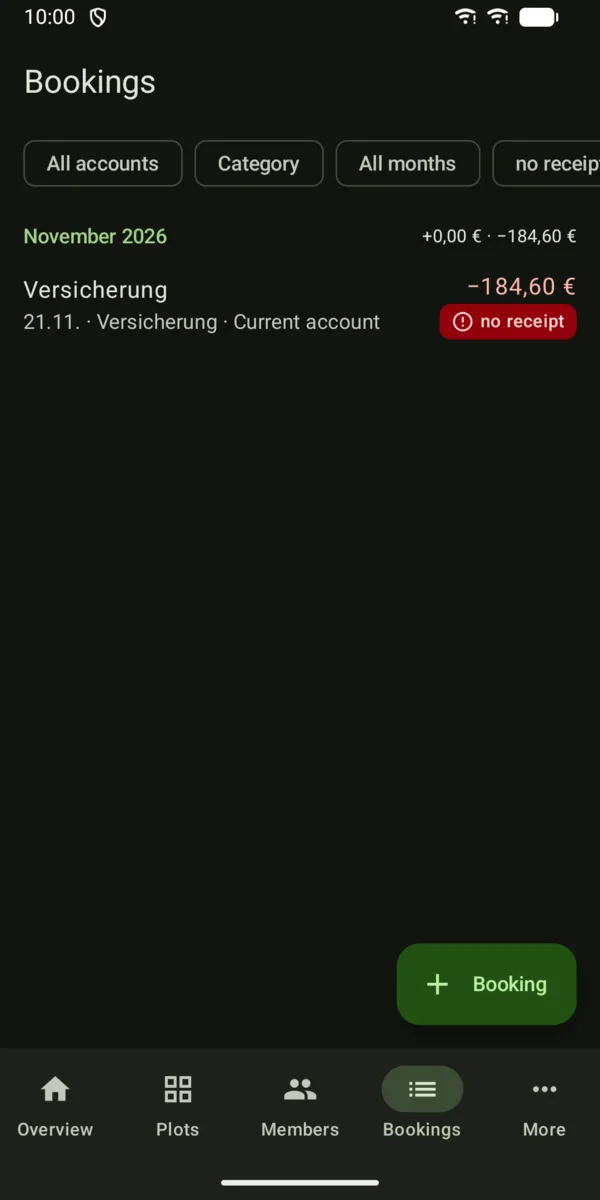 10:00
Bookings
All accounts Category All months no receip
November 2026 +0,00 € · −184,60 €
Versicherung −184,60 €
21.11. · Versicherung · Current account no receipt
Booking
Overview Plots Members Bookings More